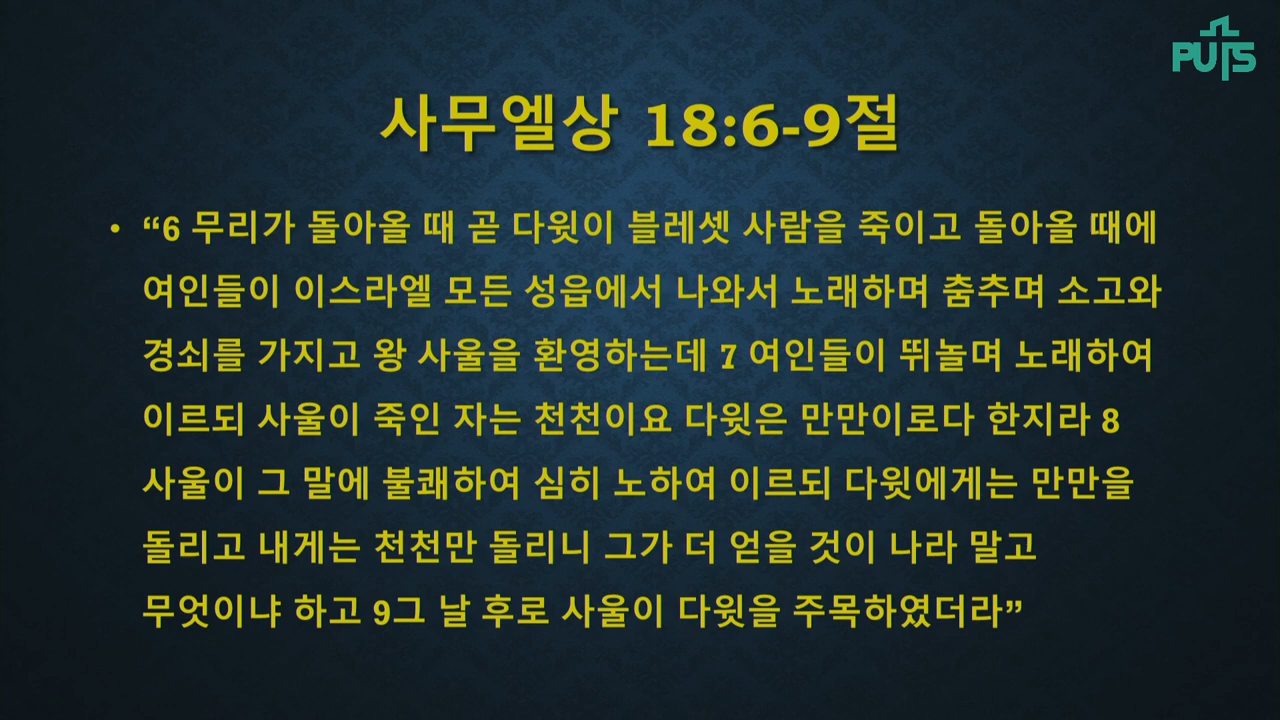 PUTS
사무엘상 18:6-9절
• “6 무리가 돌아올 때 곧 다윗이 블레셋 사람을 죽이고 돌아올 때에
여인들이 이스라엘 모든 성읍에서 나와서 노래하며 춤추며 소고와
경쇠를 가지고 왕 사울을 환영하는데 7 여인들이 뛰놀며 노래하여
이르되 사울이 죽인 자는 천천이요 다윗은 만만이로다 한지라 8
사울이 그 말에 불쾌하여 심히 노하여 이르되 다윗에게는 만만을
돌리고 내게는 천천만 돌리니 그가 더 얻을 것이 나라 말고
무엇이냐 하고 9그 날 후로 사울이 다윗을 주목하였더라”